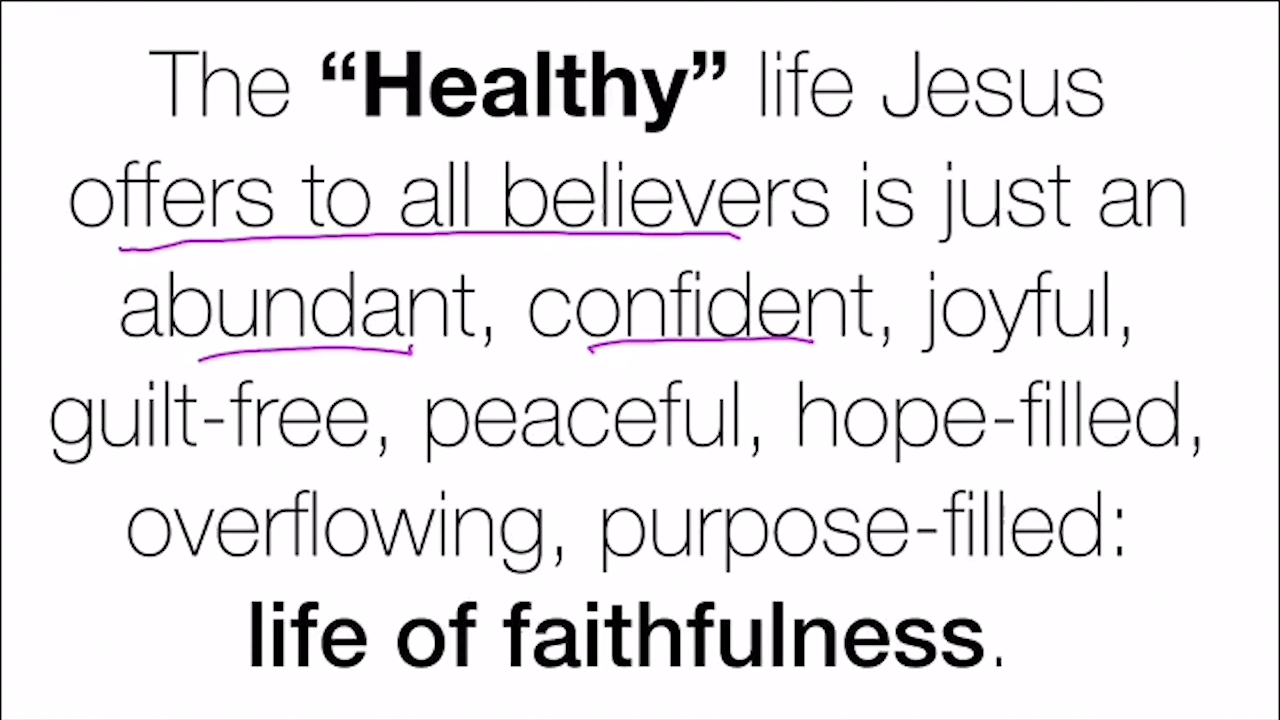 The “Healthy” life Jesus
offers to all believers is just an
abundant, confident, joyful,
guilt-free, peaceful, hope-filled,
overflowing, purpose-filled:
life of faithfulness.